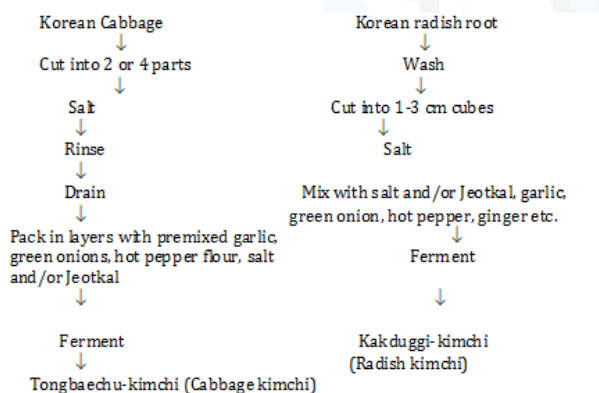 Korean Cabbage
↓
Cut into 2 or 4 parts
↓
Salt
↓
Rinse
↓
Drain
↓
Pack in layers with premixed garlic,
green onions, hot pepper flour, salt
and/or Jeotkal
↓
Ferment
↓
Tongbaechu-kimchi (Cabbage kimchi)
Korean radish root
↓
Wash
↓
Cut into 1-3 cm cubes
↓
Salt
Mix with salt and/or Jeotkal, garlic,
green onion, hot pepper, ginger etc.
↓
Ferment
↓
Kakduggi-kimchi
(Radish kimchi)